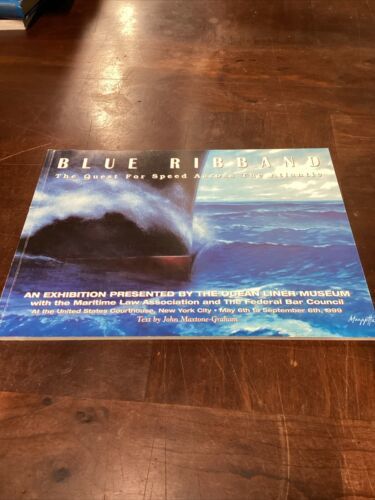 BLUE RIBBAND
The Quest For Speed Across The Atlantic
AN EXHIBITION PRESENTED BY THE OCEAN LINER MUSEUM
with the Maritime Law Association and The Federal Bar Council
At the United States Courthouse, New York City • May 6th to September 6th, 1999
Text by John Maxtone-Graham